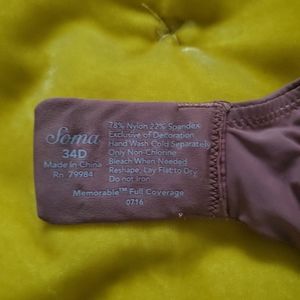 Soma
34D
Made in China
Rn 79984
78% Nylon 22% Spandex
Exclusive of Decoration
Hand Wash Cold Separately
Only Non-Chlorine
Bleach When Needed
Reshape, Lay Flat to Dry
Do not Iron
Memorable™ Full Coverage
0716